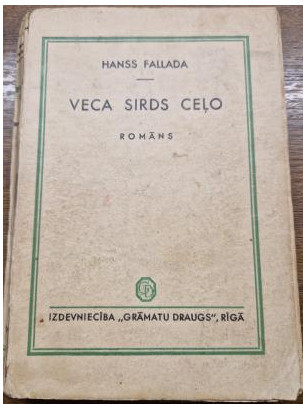 HANSS FALLADA
VECA SIRDS CEĻO
ROMĀNS
IZDEVNIECĪBA „GRĀMATU DRAUGS", RĪGĀ